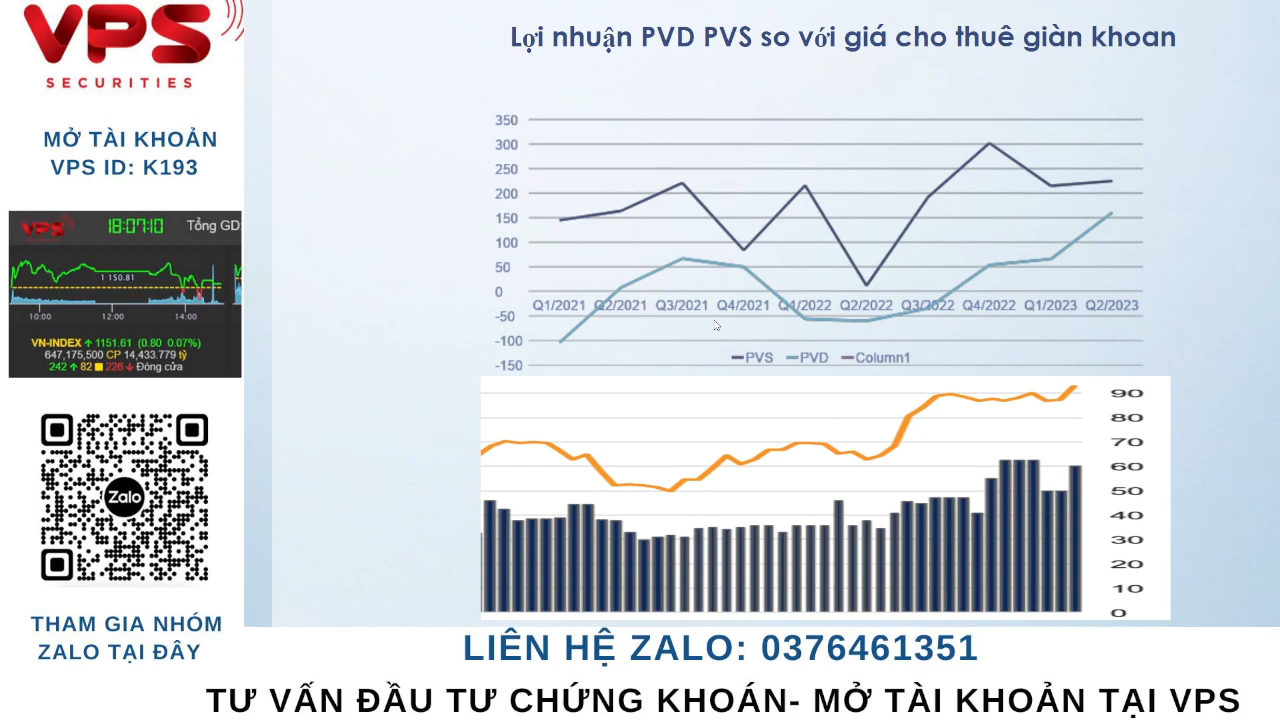 VPS
SECURITIES
MỞ TÀI KHOẢN
VPS ID: K193
VPS 18:07:10 Tổng GD
1 150.81
10:00 12:00 14:00
VN-INDEX 1151.61 (0.80 0.07%)
647,175,500 CP 14,433.779 tỷ
242 82 226 Đóng cửa
Zalo
THAM GIA NHÓM
ZALO TẠI ĐÂY
Lợi nhuận PVD PVS so với giá cho thuê giàn khoan
350
300
250
200
150
100
50
0
Q1/2021 Q2/2021 Q3/2021 Q4/2021 Q1/2022 Q2/2022 Q3/2022 Q4/2022 Q1/2023 Q2/2023
-50
-100
PVS PVD Column1
-150
90
80
70
60
50
40
30
20
10
0
LIÊN HỆ ZALO: 0376461351
TƯ VẤN ĐẦU TƯ CHỨNG KHOÁN- MỞ TÀI KHOẢN TẠI VPS